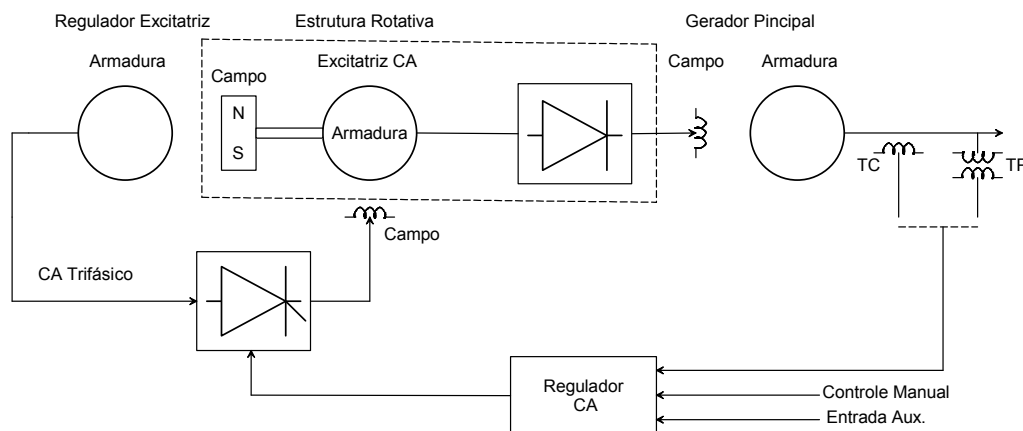 Regulador Excitatriz
Estrutura Rotativa
Gerador Pincipal
Armadura
Campo
Excitatriz CA
Campo
Armadura
N
S
Armadura
TC
Campo
CA Trifásico
Regulador
CA
Controle Manual
Entrada Aux.